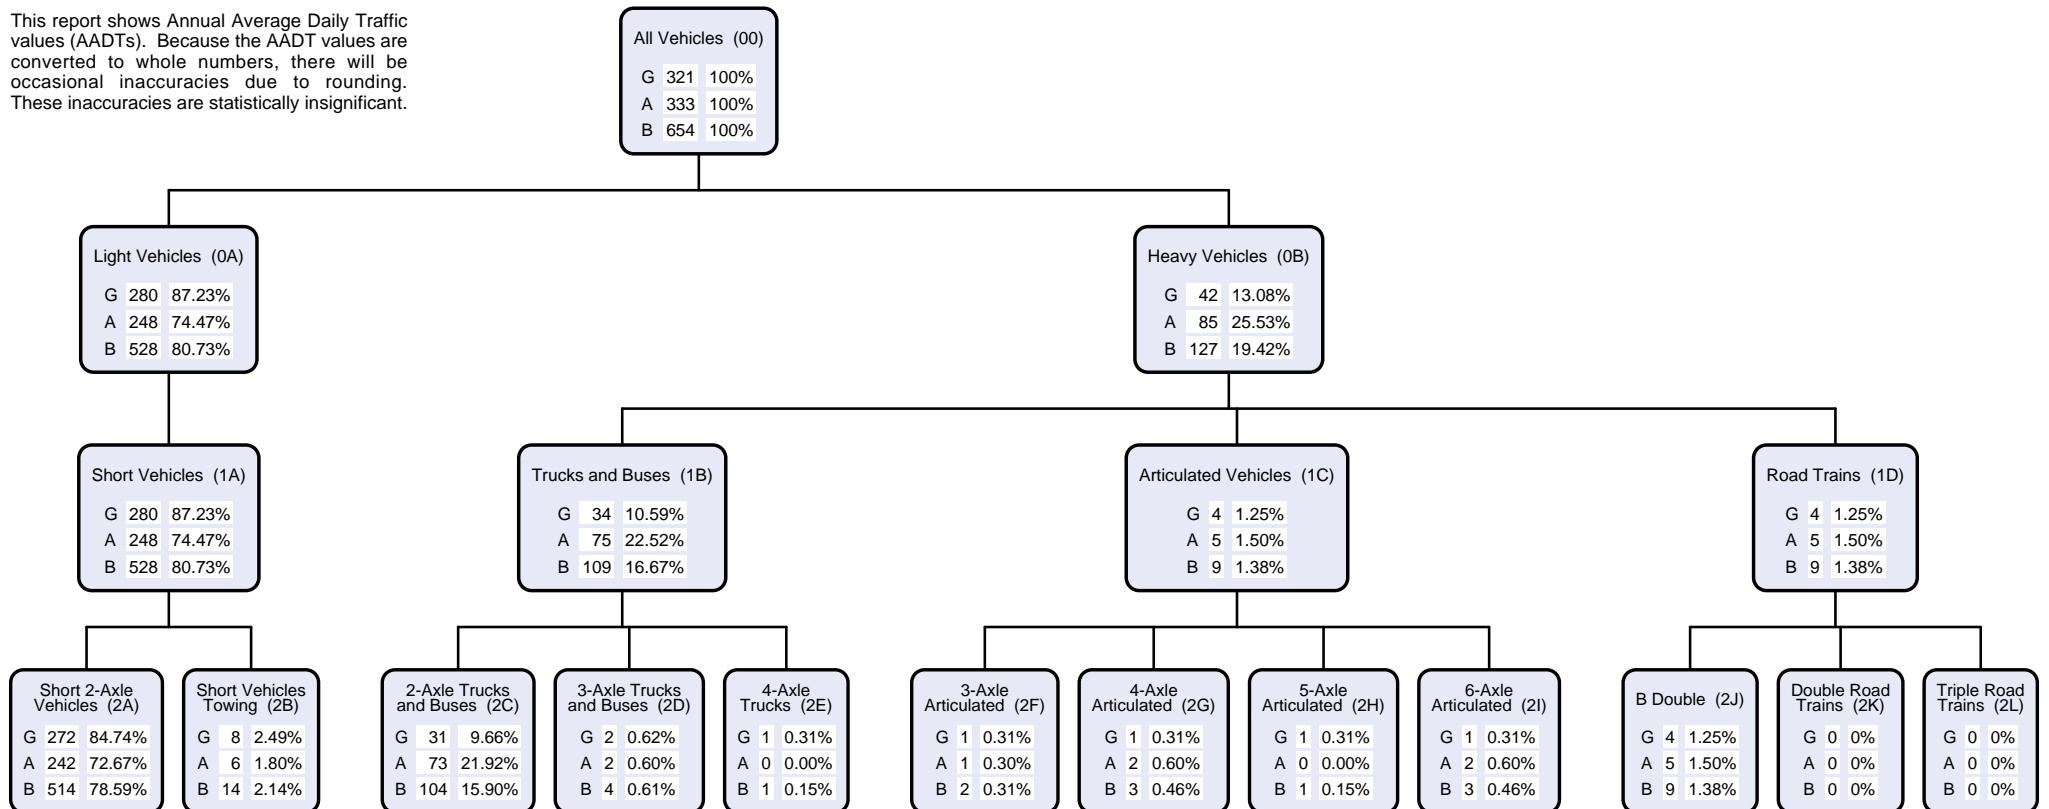 This report shows Annual Average Daily Traffic
values (AADTs). Because the AADT values are
converted to whole numbers, there will be
occasional inaccuracies due to rounding.
These inaccuracies are statistically insignificant.
All Vehicles (00)
G 321 100%
A 333 100%
B 654 100%
Light Vehicles (0A)
G 280 87.23%
A 248 74.47%
B 528 80.73%
Heavy Vehicles (0B)
G 42 13.08%
A 85 25.53%
B 127 19.42%
Short Vehicles (1A)
G 280 87.23%
A 248 74.47%
B 528 80.73%
Trucks and Buses (1B)
G 34 10.59%
A 75 22.52%
B 109 16.67%
Articulated Vehicles (1C)
G 4 1.25%
A 5 1.50%
B 9 1.38%
Road Trains (1D)
G 4 1.25%
A 5 1.50%
B 9 1.38%
Short 2-Axle
Vehicles (2A)
G 272 84.74%
A 242 72.67%
B 514 78.59%
Short Vehicles
Towing (2B)
G 8 2.49%
A 6 1.80%
B 14 2.14%
2-Axle Trucks
and Buses (2C)
G 31 9.66%
A 73 21.92%
B 104 15.90%
3-Axle Trucks
and Buses (2D)
G 2 0.62%
A 2 0.60%
B 4 0.61%
4-Axle
Trucks (2E)
G 1 0.31%
A 0 0.00%
B 1 0.15%
3-Axle
Articulated (2F)
G 1 0.31%
A 1 0.30%
B 2 0.31%
4-Axle
Articulated (2G)
G 1 0.31%
A 2 0.60%
B 3 0.46%
5-Axle
Articulated (2H)
G 1 0.31%
A 0 0.00%
B 1 0.15%
6-Axle
Articulated (2I)
G 1 0.31%
A 2 0.60%
B 3 0.46%
B Double (2J)
G 4 1.25%
A 5 1.50%
B 9 1.38%
Double Road
Trains (2K)
G 0 0%
A 0 0%
B 0 0%
Triple Road
Trains (2L)
G 0 0%
A 0 0%
B 0 0%